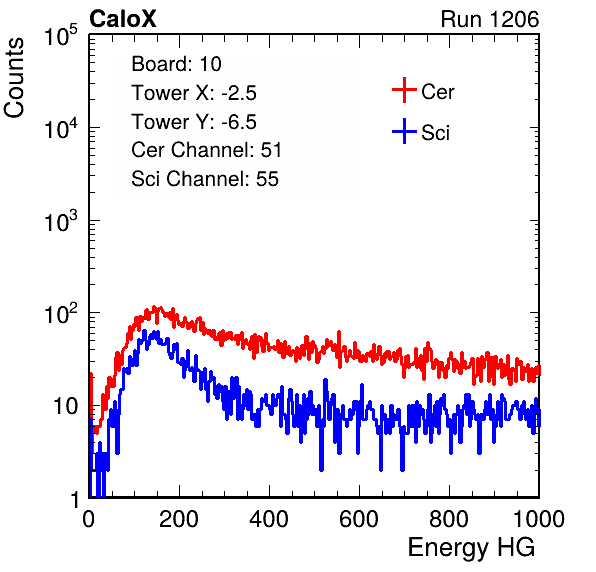 CaloX
Run 1206
Counts
10^5
10^4
10^3
10^2
10
1
Board: 10
Tower X: -2.5
Tower Y: -6.5
Cer Channel: 51
Sci Channel: 55
Cer
Sci
0 200 400 600 800 1000
Energy HG